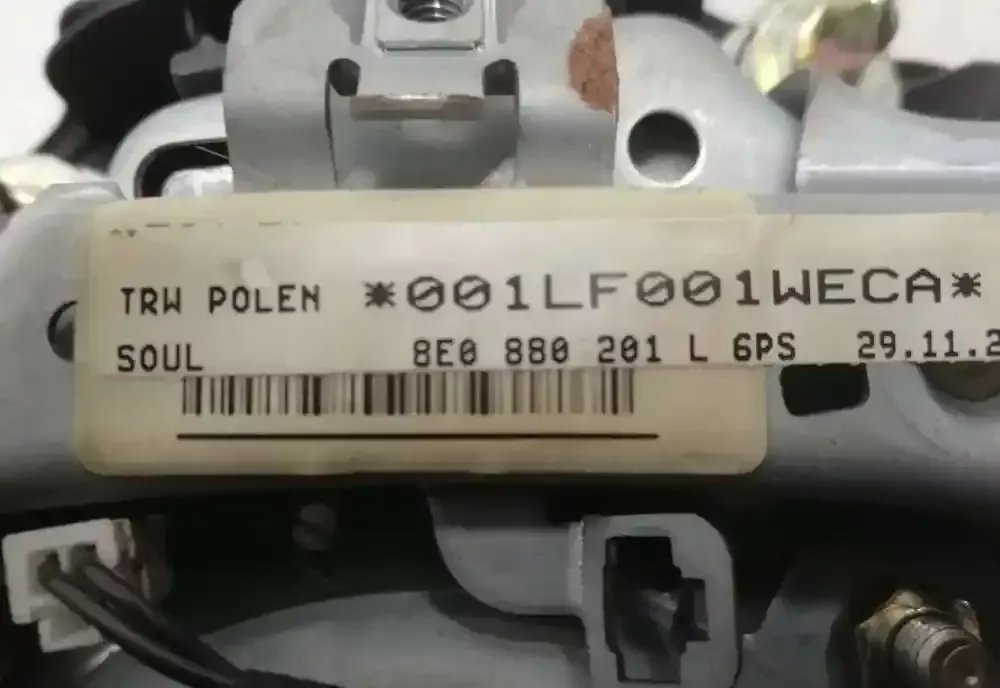 TRW POLEN *001LF001WECA*
SOUL 8E0 880 201 L 6PS 29.11.2